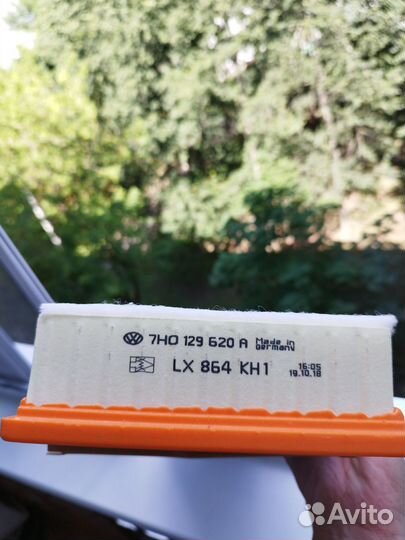 7H0 129 620 A Made in Germany
LX 864 KH1 16:05
19.10.18
Avito